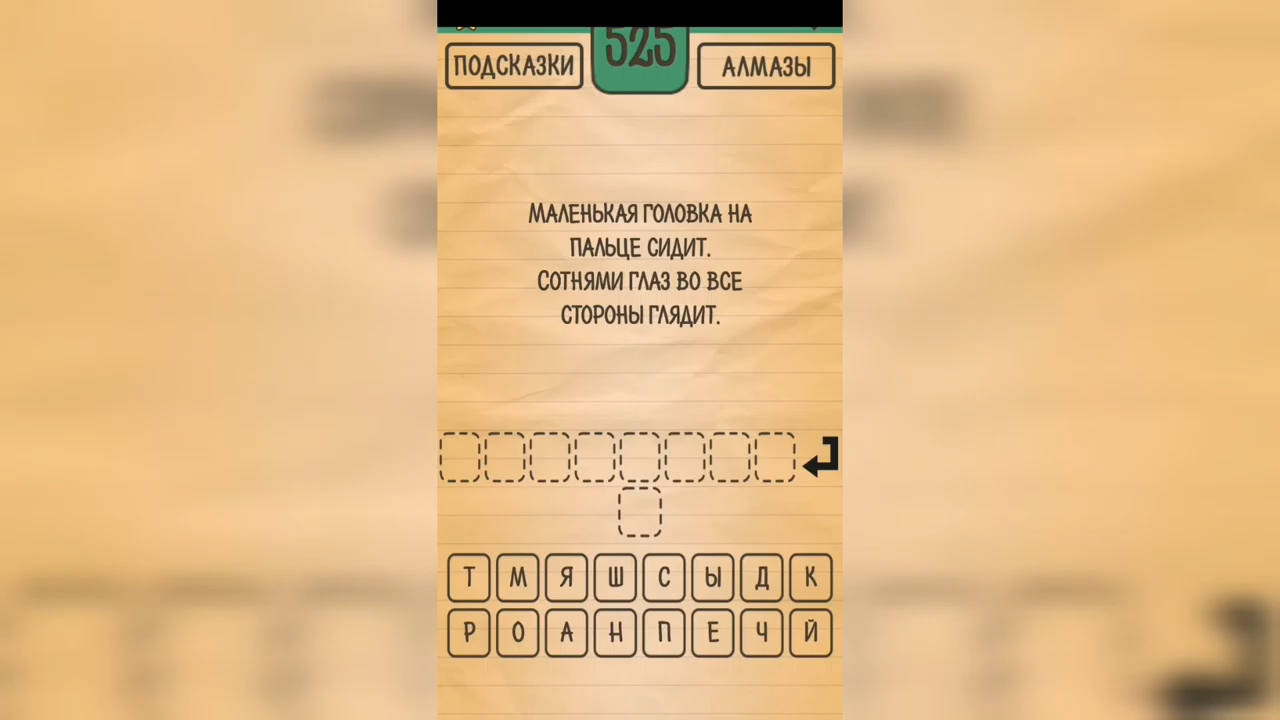 525
ПОДСКАЗКИ
АЛМАЗЫ
МАЛЕНЬКАЯ ГОЛОВКА НА
ПАЛЬЦЕ СИДИТ.
СОТНЯМИ ГЛАЗ ВО ВСЕ
СТОРОНЫ ГЛЯДИТ.
Т М Я Ш С Ы Д К
Р О А Н П Е Ч Й